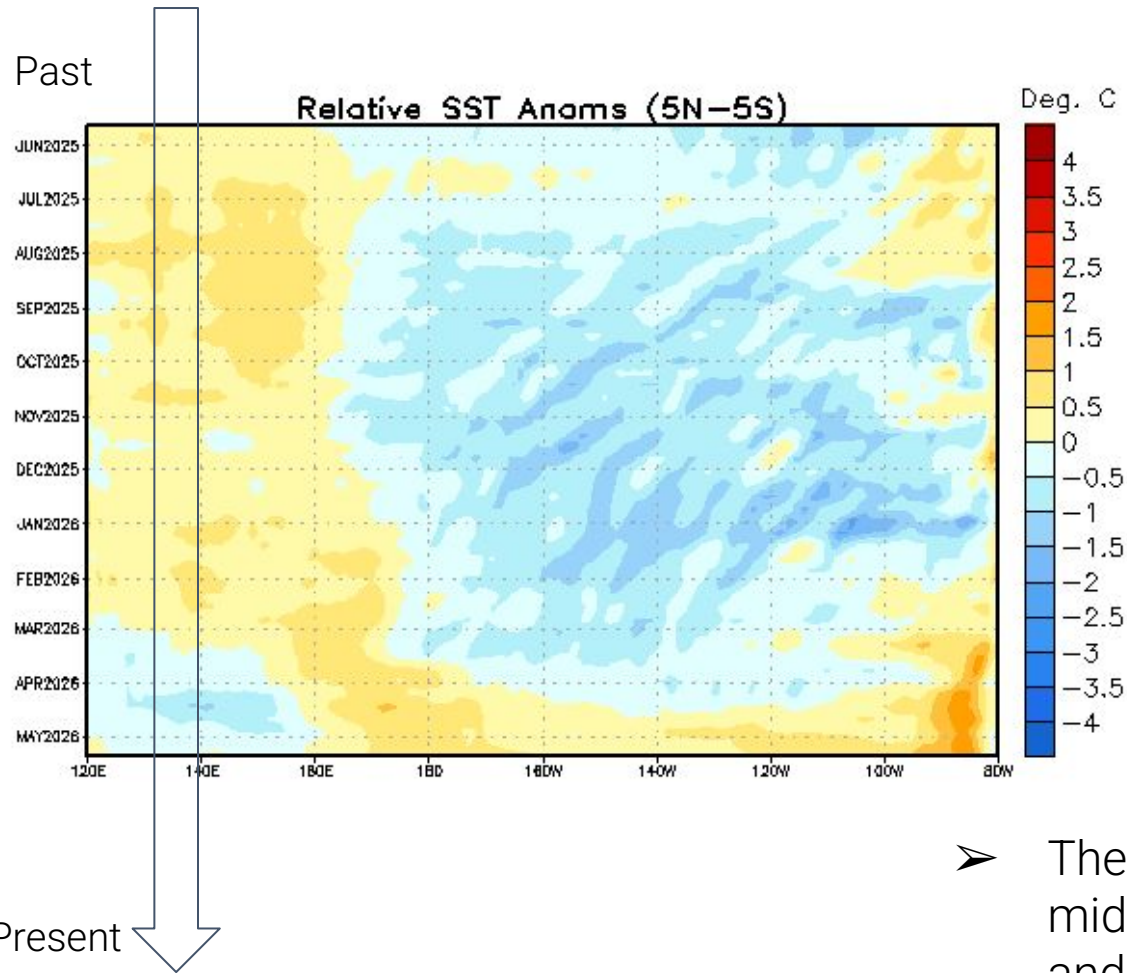 Past
Relative SST Anoms (5N–5S)
Deg. C
JUN2025
JUL2025
AUG2025
SEP2025
OCT2025
NOV2025
DEC2025
JAN2026
FEB2026
MAR2026
APR2026
MAY2026
120E 140E 160E 180 160W 140W 120W 100W 80W
4
3.5
3
2.5
2
1.5
1
0.5
0
−0.5
−1
−1.5
−2
−2.5
−3
−3.5
−4
➢ The
mid
and
Present